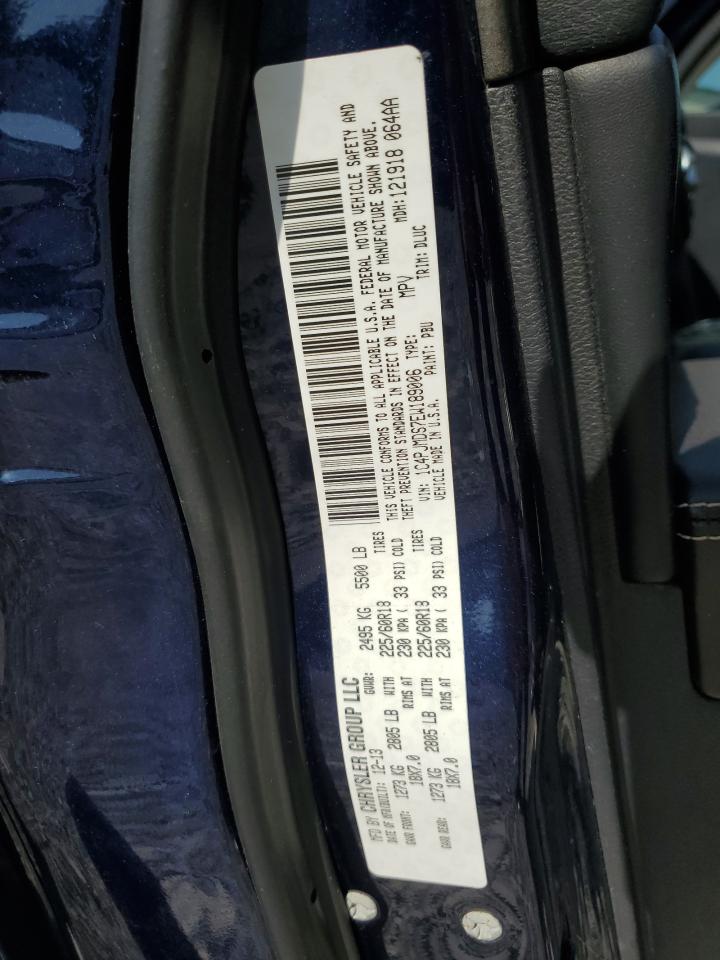 MFD BY CHRYSLER GROUP LLC
DATE OF MFR(BUILT): 12-13 GVWR: 2495 KG 5500 LB
GAWR FRONT: 1273 KG 2805 LB WITH 225/60R18 TIRES
18X7.0 RIMS AT 230 KPA ( 33 PSI) COLD
GAWR REAR: 1273 KG 2805 LB WITH 225/60R18 TIRES
18X7.0 RIMS AT 230 KPA ( 33 PSI) COLD
THIS VEHICLE CONFORMS TO ALL APPLICABLE U.S.A. FEDERAL MOTOR VEHICLE SAFETY AND
THEFT PREVENTION STANDARDS IN EFFECT ON THE DATE OF MANUFACTURE SHOWN ABOVE.
VIN: 1C4PJMDS7EW189006 TYPE: MPV MDH:121918 064AA
VEHICLE MADE IN U.S.A. PAINT: PBU TRIM: DLUC